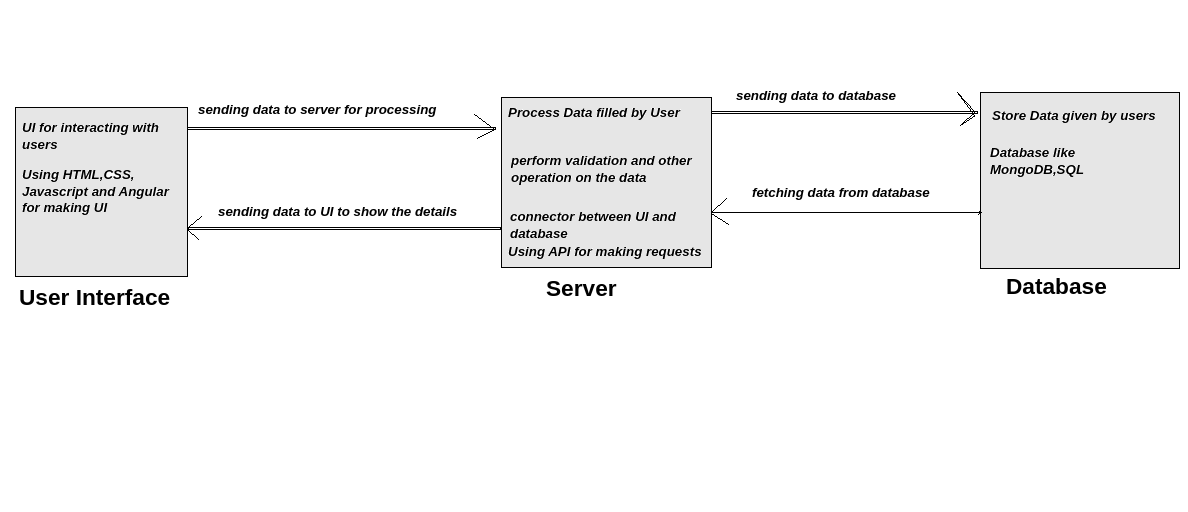 sending data to server for processing
UI for interacting with
users
Using HTML,CSS,
Javascript and Angular
for making UI
sending data to UI to show the details
User Interface
Process Data filled by User
perform validation and other
operation on the data
connector between UI and
database
Using API for making requests
Server
sending data to database
fetching data from database
Store Data given by users
Database like
MongoDB,SQL
Database